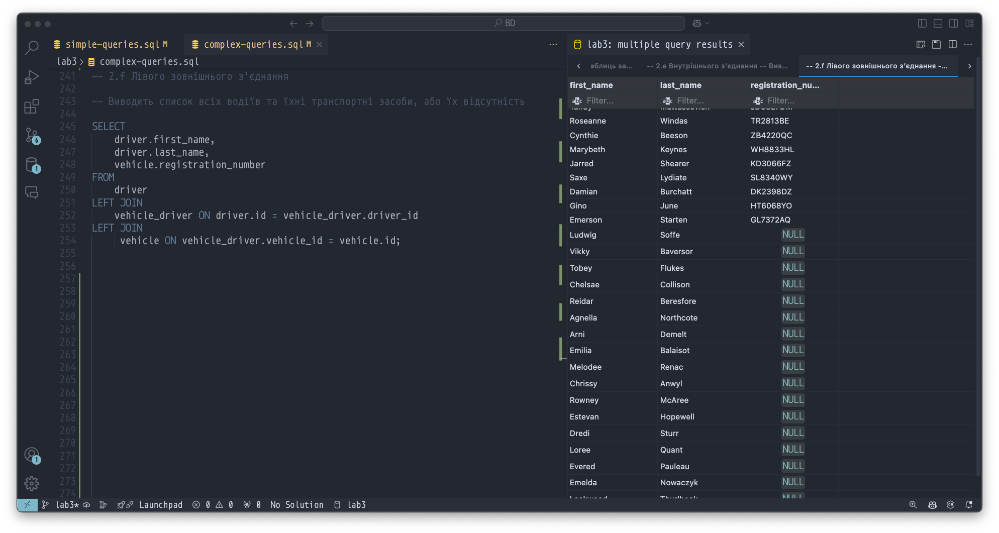 BD
simple-queries.sql M
complex-queries.sql M
lab3 > complex-queries.sql
241 -- 2.f Лівого зовнішнього з’єднання
242
243 -- Виводить список всіх водіїв та їхні транспортні засоби, або їх відсутність
244
245 SELECT
246 driver.first_name,
247 driver.last_name,
248 vehicle.registration_number
249 FROM
250 driver
251 LEFT JOIN
252 vehicle_driver ON driver.id = vehicle_driver.driver_id
253 LEFT JOIN
254 vehicle ON vehicle_driver.vehicle_id = vehicle.id;
255
256
257
258
259
260
261
262
263
264
265
266
267
268
269
270
271
272
273
274
6
1
1
lab3: multiple query results
аблиць за... -- 2.e Внутрішнього з’єднання -- Вив... -- 2.f Лівого зовнішнього з’єднання -...
first_name last_name registration_nu...
abc Filter... abc Filter... abc Filter...
Roseanne Windas TR2813BE
Cynthie Beeson ZB4220QC
Marybeth Keynes WH8833HL
Jarred Shearer KD3066FZ
Saxe Lydiate SL8340WY
Damian Burchatt DK2398DZ
Gino June HT6068YO
Emerson Starten GL7372AQ
Ludwig Soffe NULL
Vikky Baversor NULL
Tobey Flukes NULL
Chelsae Collison NULL
Reidar Beresfore NULL
Agnella Northcote NULL
Arni Demelt NULL
Emilia Balaisot NULL
Melodee Renac NULL
Chrissy Anwyl NULL
Rowney McAree NULL
Estevan Hopewell NULL
Dredi Sturr NULL
Loree Quant NULL
Evered Pauleau NULL
Emelda Nowaczyk NULL
NULL
lab3* Launchpad 0 0 0 No Solution lab3